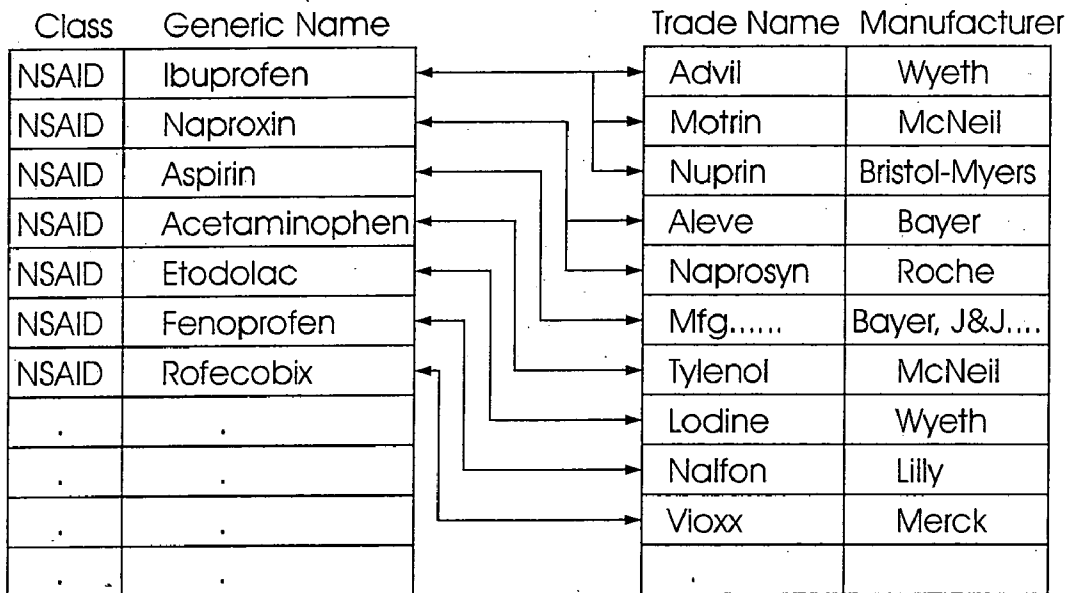 Class Generic Name Trade Name Manufacturer
NSAID Ibuprofen Advil Wyeth
NSAID Naproxin Motrin McNeil
NSAID Aspirin Nuprin Bristol-Myers
NSAID Acetaminophen Aleve Bayer
NSAID Etodolac Naprosyn Roche
NSAID Fenoprofen Mfg...... Bayer, J&J....
NSAID Rofecobix Tylenol McNeil
. . Lodine Wyeth
. . Nalfon Lilly
. . Vioxx Merck
. . .